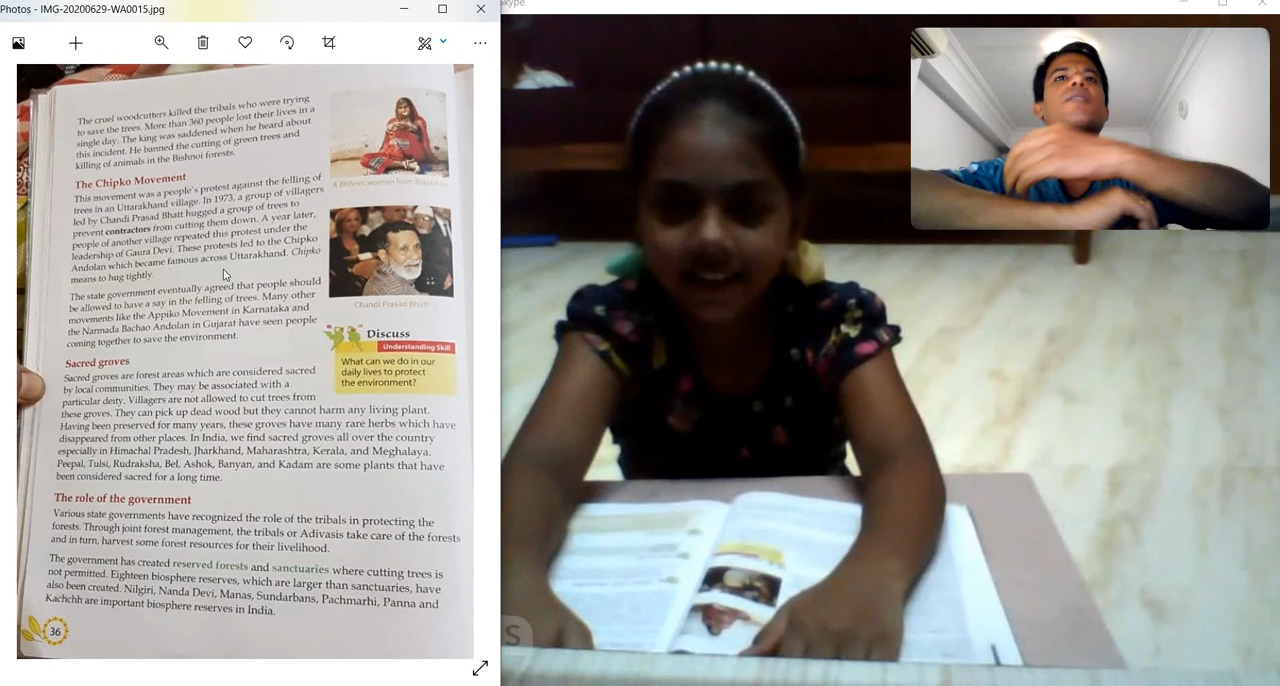 Photos - IMG-20200629-WA0015.jpg
Skype
The cruel woodcutters killed the tribals who were trying
to save the trees. More than 360 people lost their lives in a
single day. The king was saddened when he heard about
this incident. He banned the cutting of green trees and
killing of animals in the Bishnoi forests.
A Bishnoi woman from Rajasthan
The Chipko Movement
This movement was a people's protest against the felling of
trees in an Uttarakhand village. In 1973, a group of villagers
led by Chandi Prasad Bhatt hugged a group of trees to
prevent contractors from cutting them down. A year later,
people of another village repeated this protest under the
leadership of Gaura Devi. These protests led to the Chipko
Andolan which became famous across Uttarakhand. Chipko
means to hug tightly.
Chandi Prasad Bhatt
The state government eventually agreed that people should
be allowed to have a say in the felling of trees. Many other
movements like the Appiko Movement in Karnataka and
the Narmada Bachao Andolan in Gujarat have seen people
coming together to save the environment.
Discuss
Understanding Skill
What can we do in our
daily lives to protect
the environment?
Sacred groves
Sacred groves are forest areas which are considered sacred
by local communities. They may be associated with a
particular deity. Villagers are not allowed to cut trees from
these groves. They can pick up dead wood but they cannot harm any living plant.
Having been preserved for many years, these groves have many rare herbs which have
disappeared from other places. In India, we find sacred groves all over the country
especially in Himachal Pradesh, Jharkhand, Maharashtra, Kerala, and Meghalaya.
Peepal, Tulsi, Rudraksha, Bel, Ashok, Banyan, and Kadam are some plants that have
been considered sacred for a long time.
The role of the government
Various state governments have recognized the role of the tribals in protecting the
forests. Through joint forest management, the tribals or Adivasis take care of the forests
and in turn, harvest some forest resources for their livelihood.
The government has created reserved forests and sanctuaries where cutting trees is
not permitted. Eighteen biosphere reserves, which are larger than sanctuaries, have
also been created. Nilgiri, Nanda Devi, Manas, Sundarbans, Pachmarhi, Panna and
Kachchh are important biosphere reserves in India.
36
S